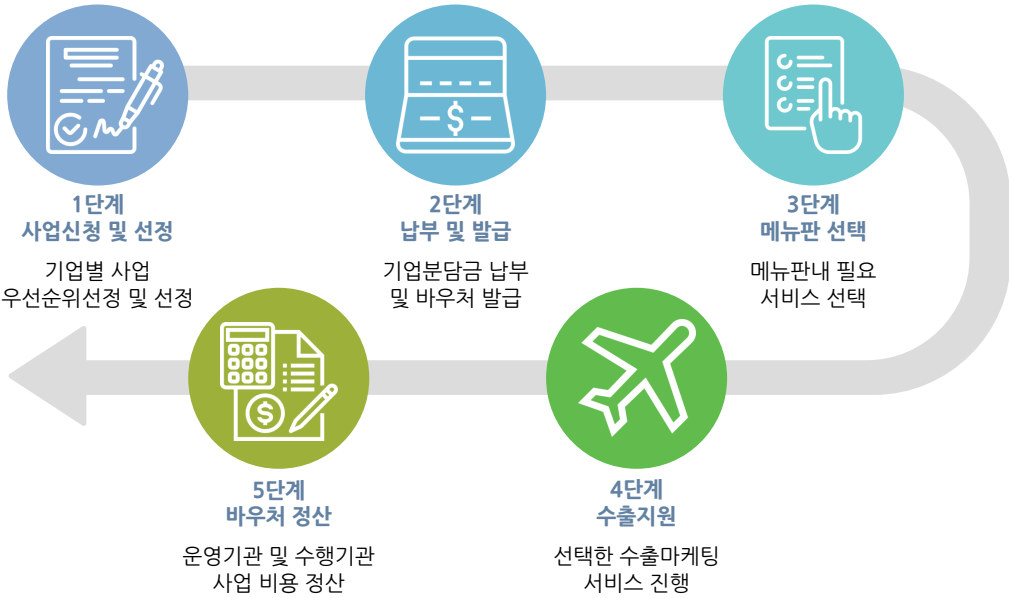 1단계
사업신청 및 선정
기업별 사업
우선순위선정 및 선정
2단계
납부 및 발급
기업분담금 납부
및 바우처 발급
3단계
메뉴판 선택
메뉴판내 필요
서비스 선택
4단계
수출지원
선택한 수출마케팅
서비스 진행
5단계
바우처 정산
운영기관 및 수행기관
사업 비용 정산